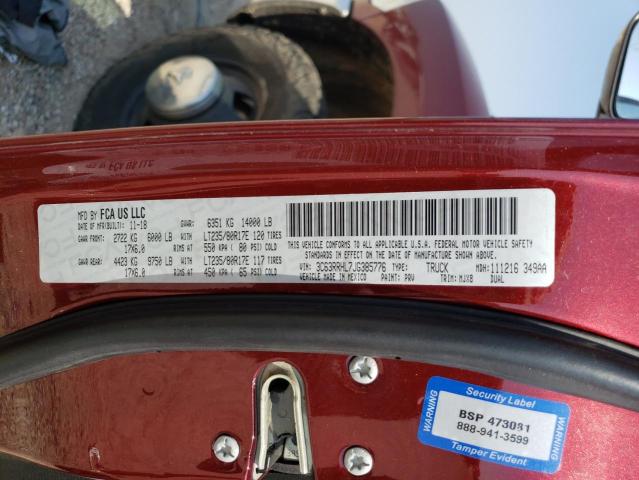 MFD BY FCA US LLC
DATE OF MFR/BUILT: 11-18 GVWR: 6351 KG 14000 LB
GAWR FRONT: 2722 KG 6000 LB WITH LT235/80R17E 120 TIRES
17X6.0 RIMS AT 550 KPA ( 80 PSI) COLD
GAWR REAR: 4423 KG 9750 LB WITH LT235/80R17E 117 TIRES
17X6.0 RIMS AT 450 KPA ( 65 PSI) COLD
THIS VEHICLE CONFORMS TO ALL APPLICABLE U.S.A. FEDERAL MOTOR VEHICLE SAFETY
STANDARDS IN EFFECT ON THE DATE OF MANUFACTURE SHOWN ABOVE.
VIN: 3C63RRHL7JG385776 TYPE: TRUCK MDH: 111216 349AA
VEHICLE MADE IN MEXICO PAINT: PRV TRIM: MJX8 DUAL
Security Label
WARNING
BSP 473081
888-941-3599
WARNING
Tamper Evident